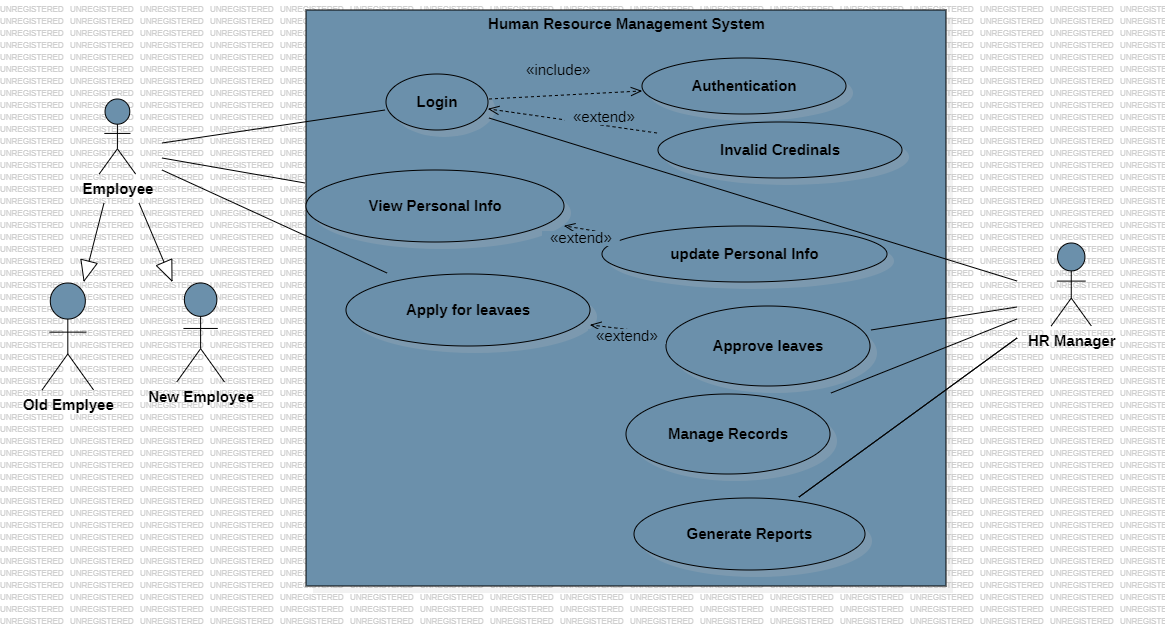 Human Resource Management System
«include»
Authentication
Login
«extend»
Invalid Credinals
Employee
View Personal Info
«extend»
update Personal Info
Apply for leavaes
«extend»
Approve leaves
HR Manager
Old Emplyee
New Employee
Manage Records
Generate Reports
UNREGISTERED